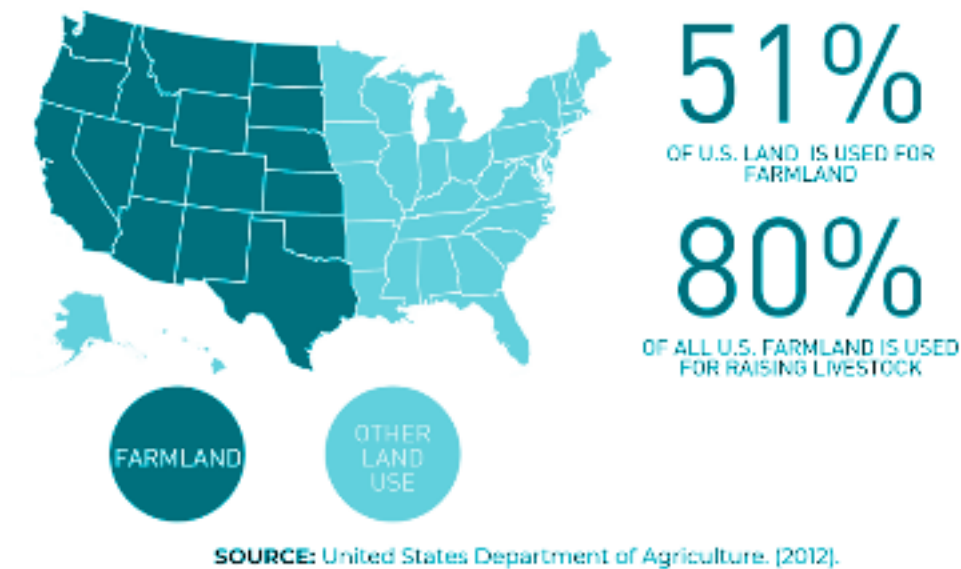 51%
OF U.S. LAND IS USED FOR
FARMLAND
80%
OF ALL U.S. FARMLAND IS USED
FOR RAISING LIVESTOCK
FARMLAND
OTHER
LAND
USE
SOURCE: United States Department of Agriculture. (2012).